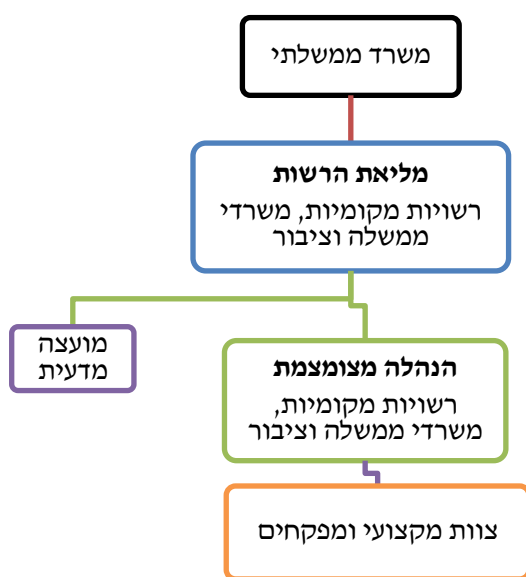 משרד ממשלתי
מליאת הרשות
רשויות מקומיות, משרדי
ממשלה וציבור
מועצה
מדעית
הנהלה מצומצמת
רשויות מקומיות,
משרדי ממשלה וציבור
צוות מקצועי ומפקחים